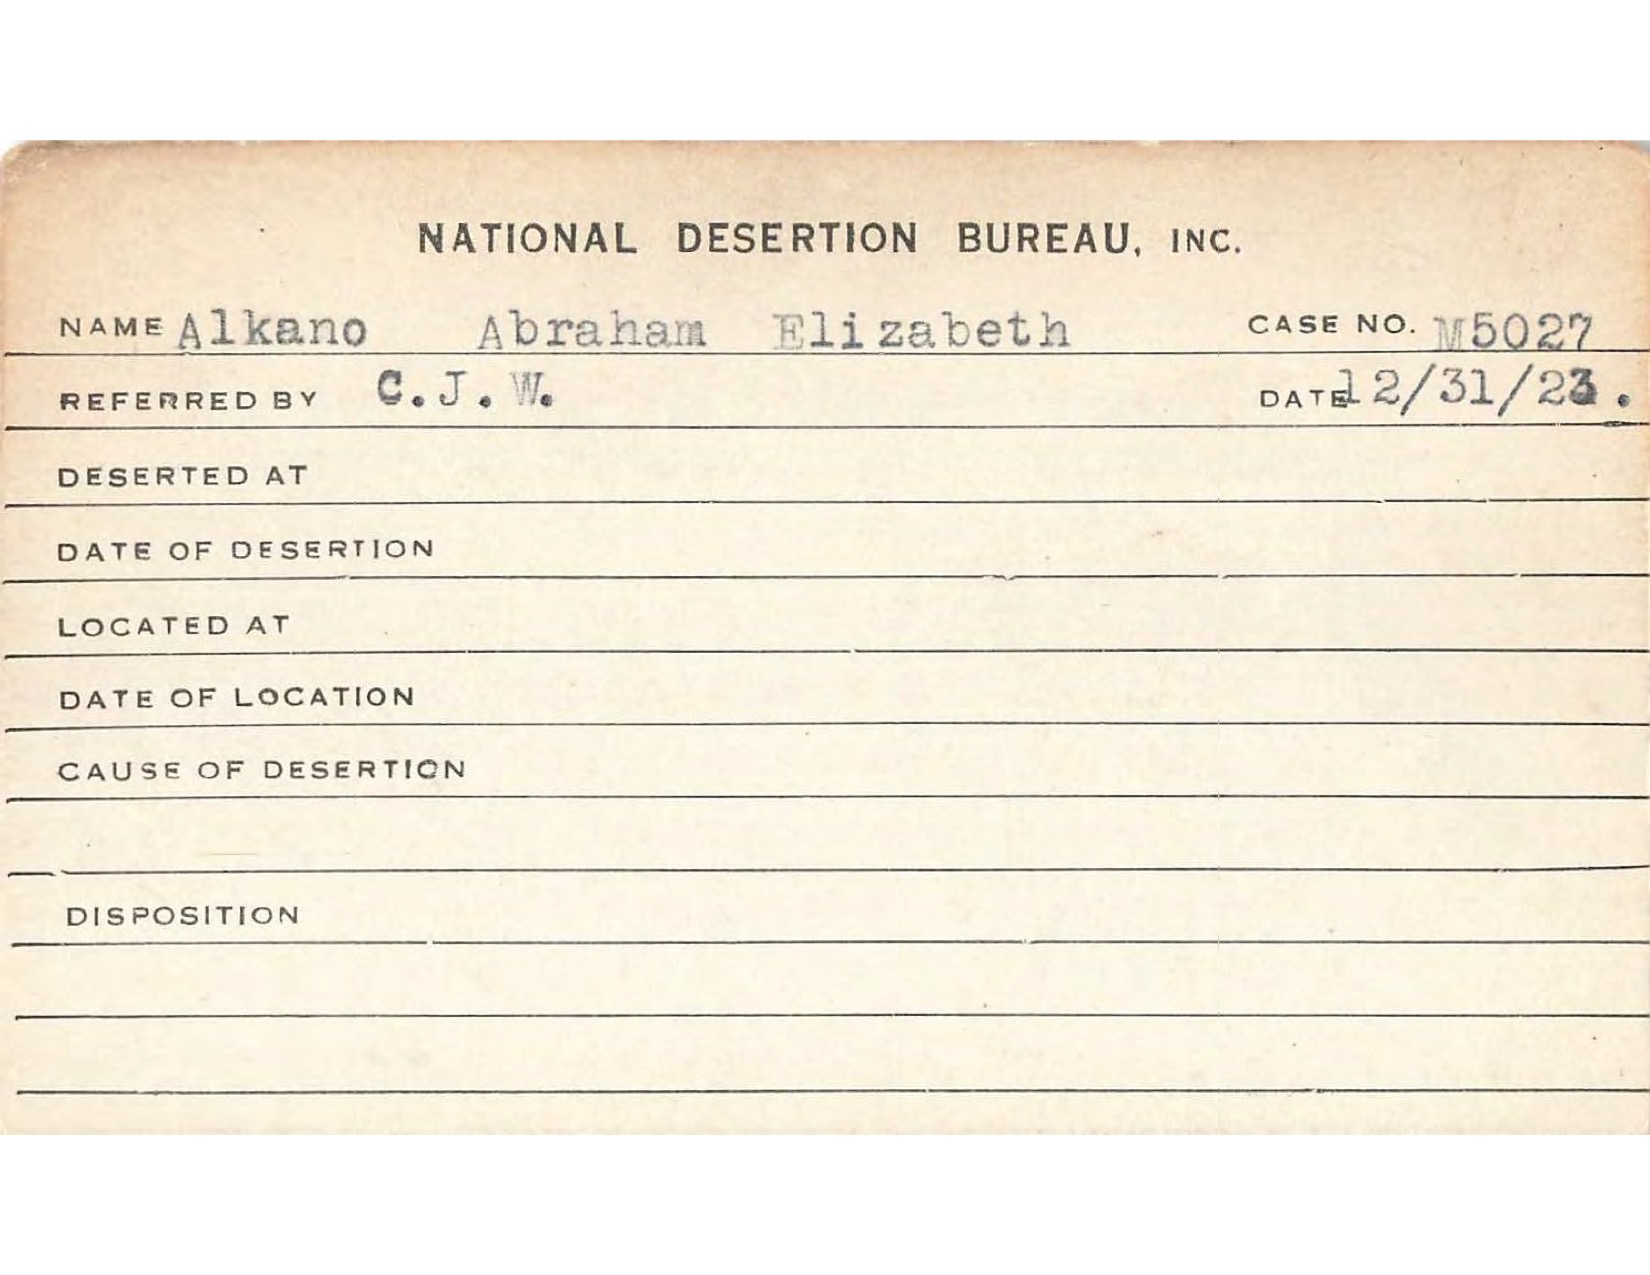 NATIONAL DESERTION BUREAU, INC.
NAME Alkano Abraham Elizabeth CASE NO. M5027
REFERRED BY C.J.W. DATE 12/31/23.
DESERTED AT
DATE OF DESERTION
LOCATED AT
DATE OF LOCATION
CAUSE OF DESERTION
DISPOSITION